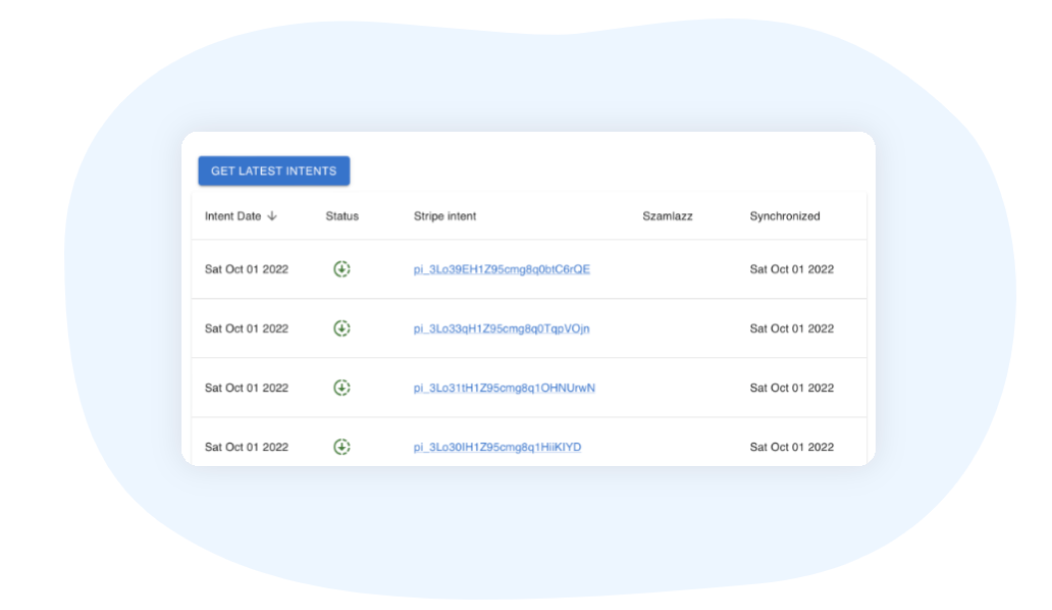 GET LATEST INTENTS
Intent Date Status Stripe intent Szamlazz Synchronized
Sat Oct 01 2022 pi_3Lo39EH1Z95cmg8q0btC6rQE Sat Oct 01 2022
Sat Oct 01 2022 pi_3Lo33qH1Z95cmg8q0TqpVOjn Sat Oct 01 2022
Sat Oct 01 2022 pi_3Lo31tH1Z95cmg8q1OHNUrwN Sat Oct 01 2022
Sat Oct 01 2022 pi_3Lo30IH1Z95cmg8q1HiiKIYD Sat Oct 01 2022